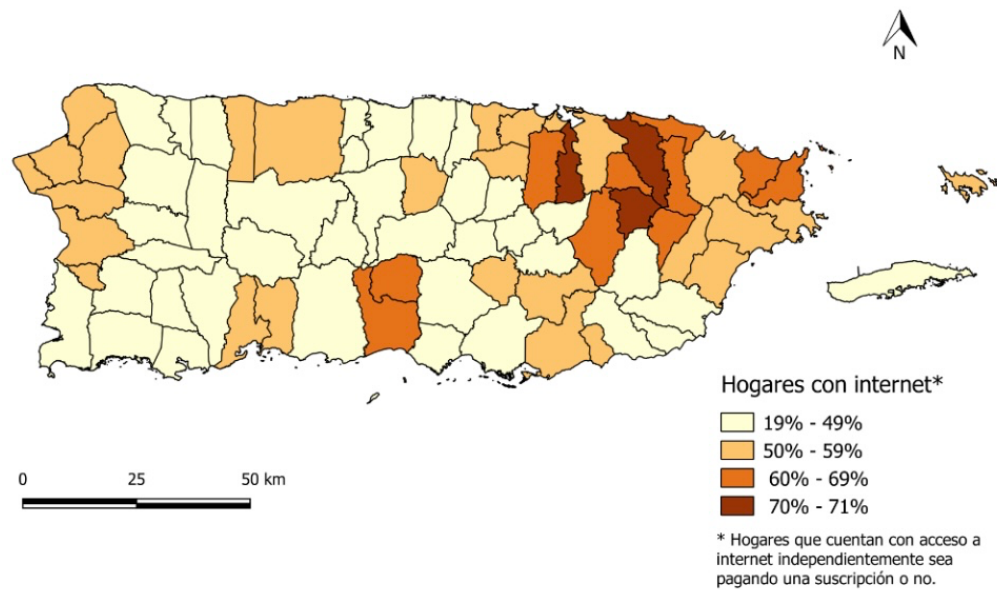 N
Hogares con internet*
19% - 49%
50% - 59%
60% - 69%
70% - 71%
0 25 50 km
* Hogares que cuentan con acceso a
internet independientemente sea
pagando una suscripción o no.